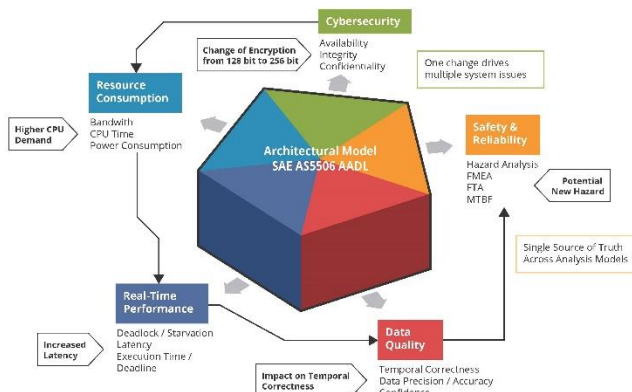 Cybersecurity
Change of Encryption
from 128 bit to 256 bit
Availability
Integrity
Confidentiality
One change drives
multiple system issues
Resource
Consumption
Bandwith
CPU Time
Power Consumption
Higher CPU
Demand
Architectural Model
SAE AS5506 AADL
Safety &
Reliability
Hazard Analysis
FMEA
FTA
MTBF
Potential
New Hazard
Single Source of Truth
Across Analysis Models
Real-Time
Performance
Deadlock / Starvation
Latency
Execution Time /
Deadline
Increased
Latency
Data
Quality
Temporal Correctness
Data Precision / Accuracy
Confidence
Impact on Temporal
Correctness